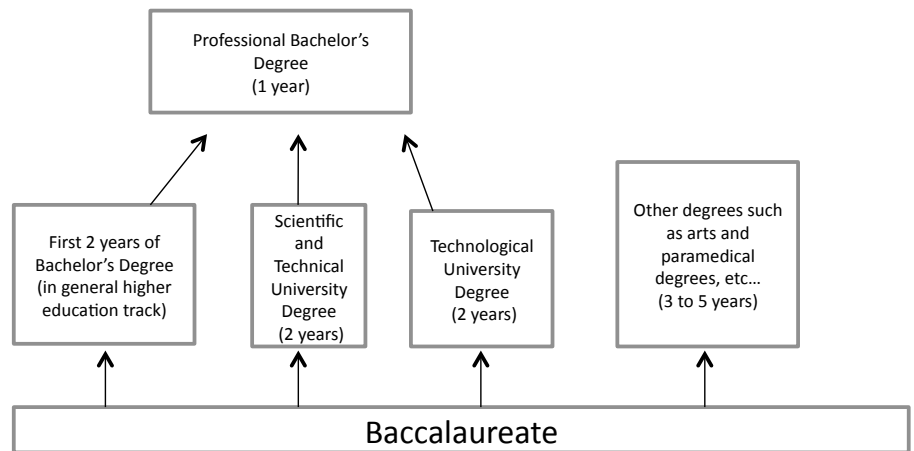 Professional Bachelor's
Degree
(1 year)
First 2 years of
Bachelor's Degree
(in general higher
education track)
Scientific
and
Technical
University
Degree
(2 years)
Technological
University
Degree
(2 years)
Other degrees such
as arts and
paramedical
degrees, etc...
(3 to 5 years)
Baccalaureate